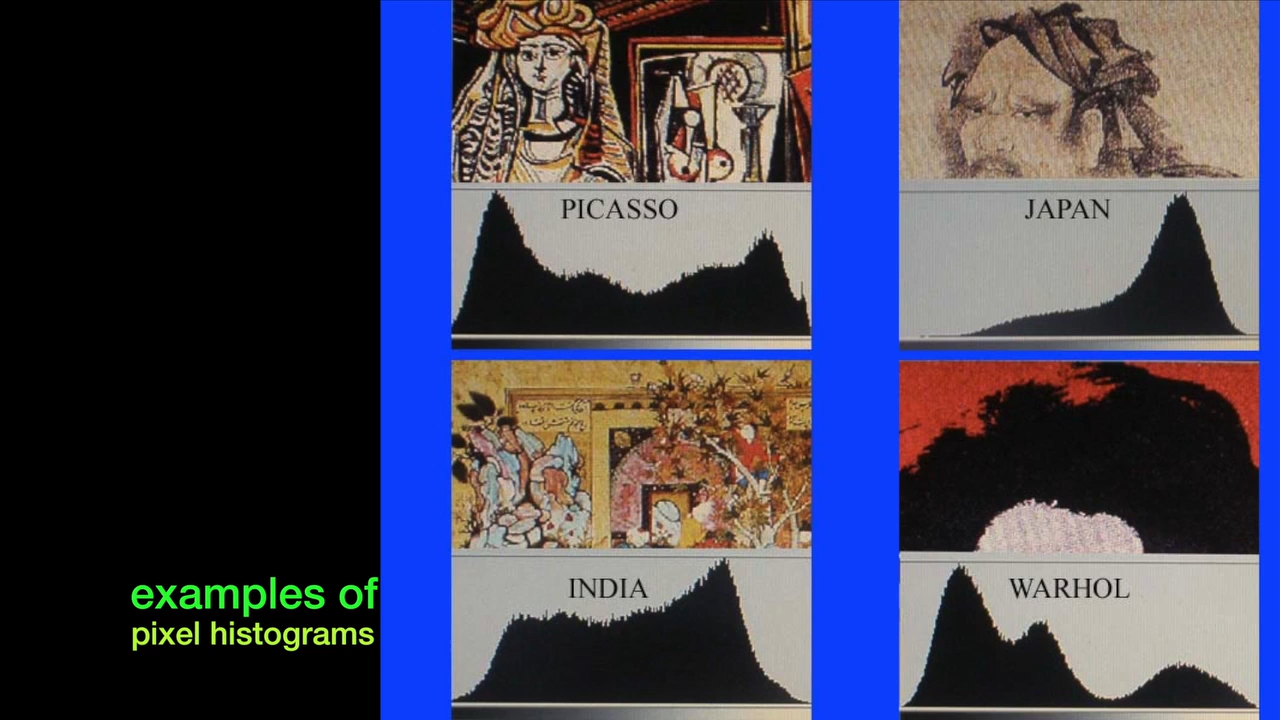 PICASSO
JAPAN
INDIA
WARHOL
examples of
pixel histograms